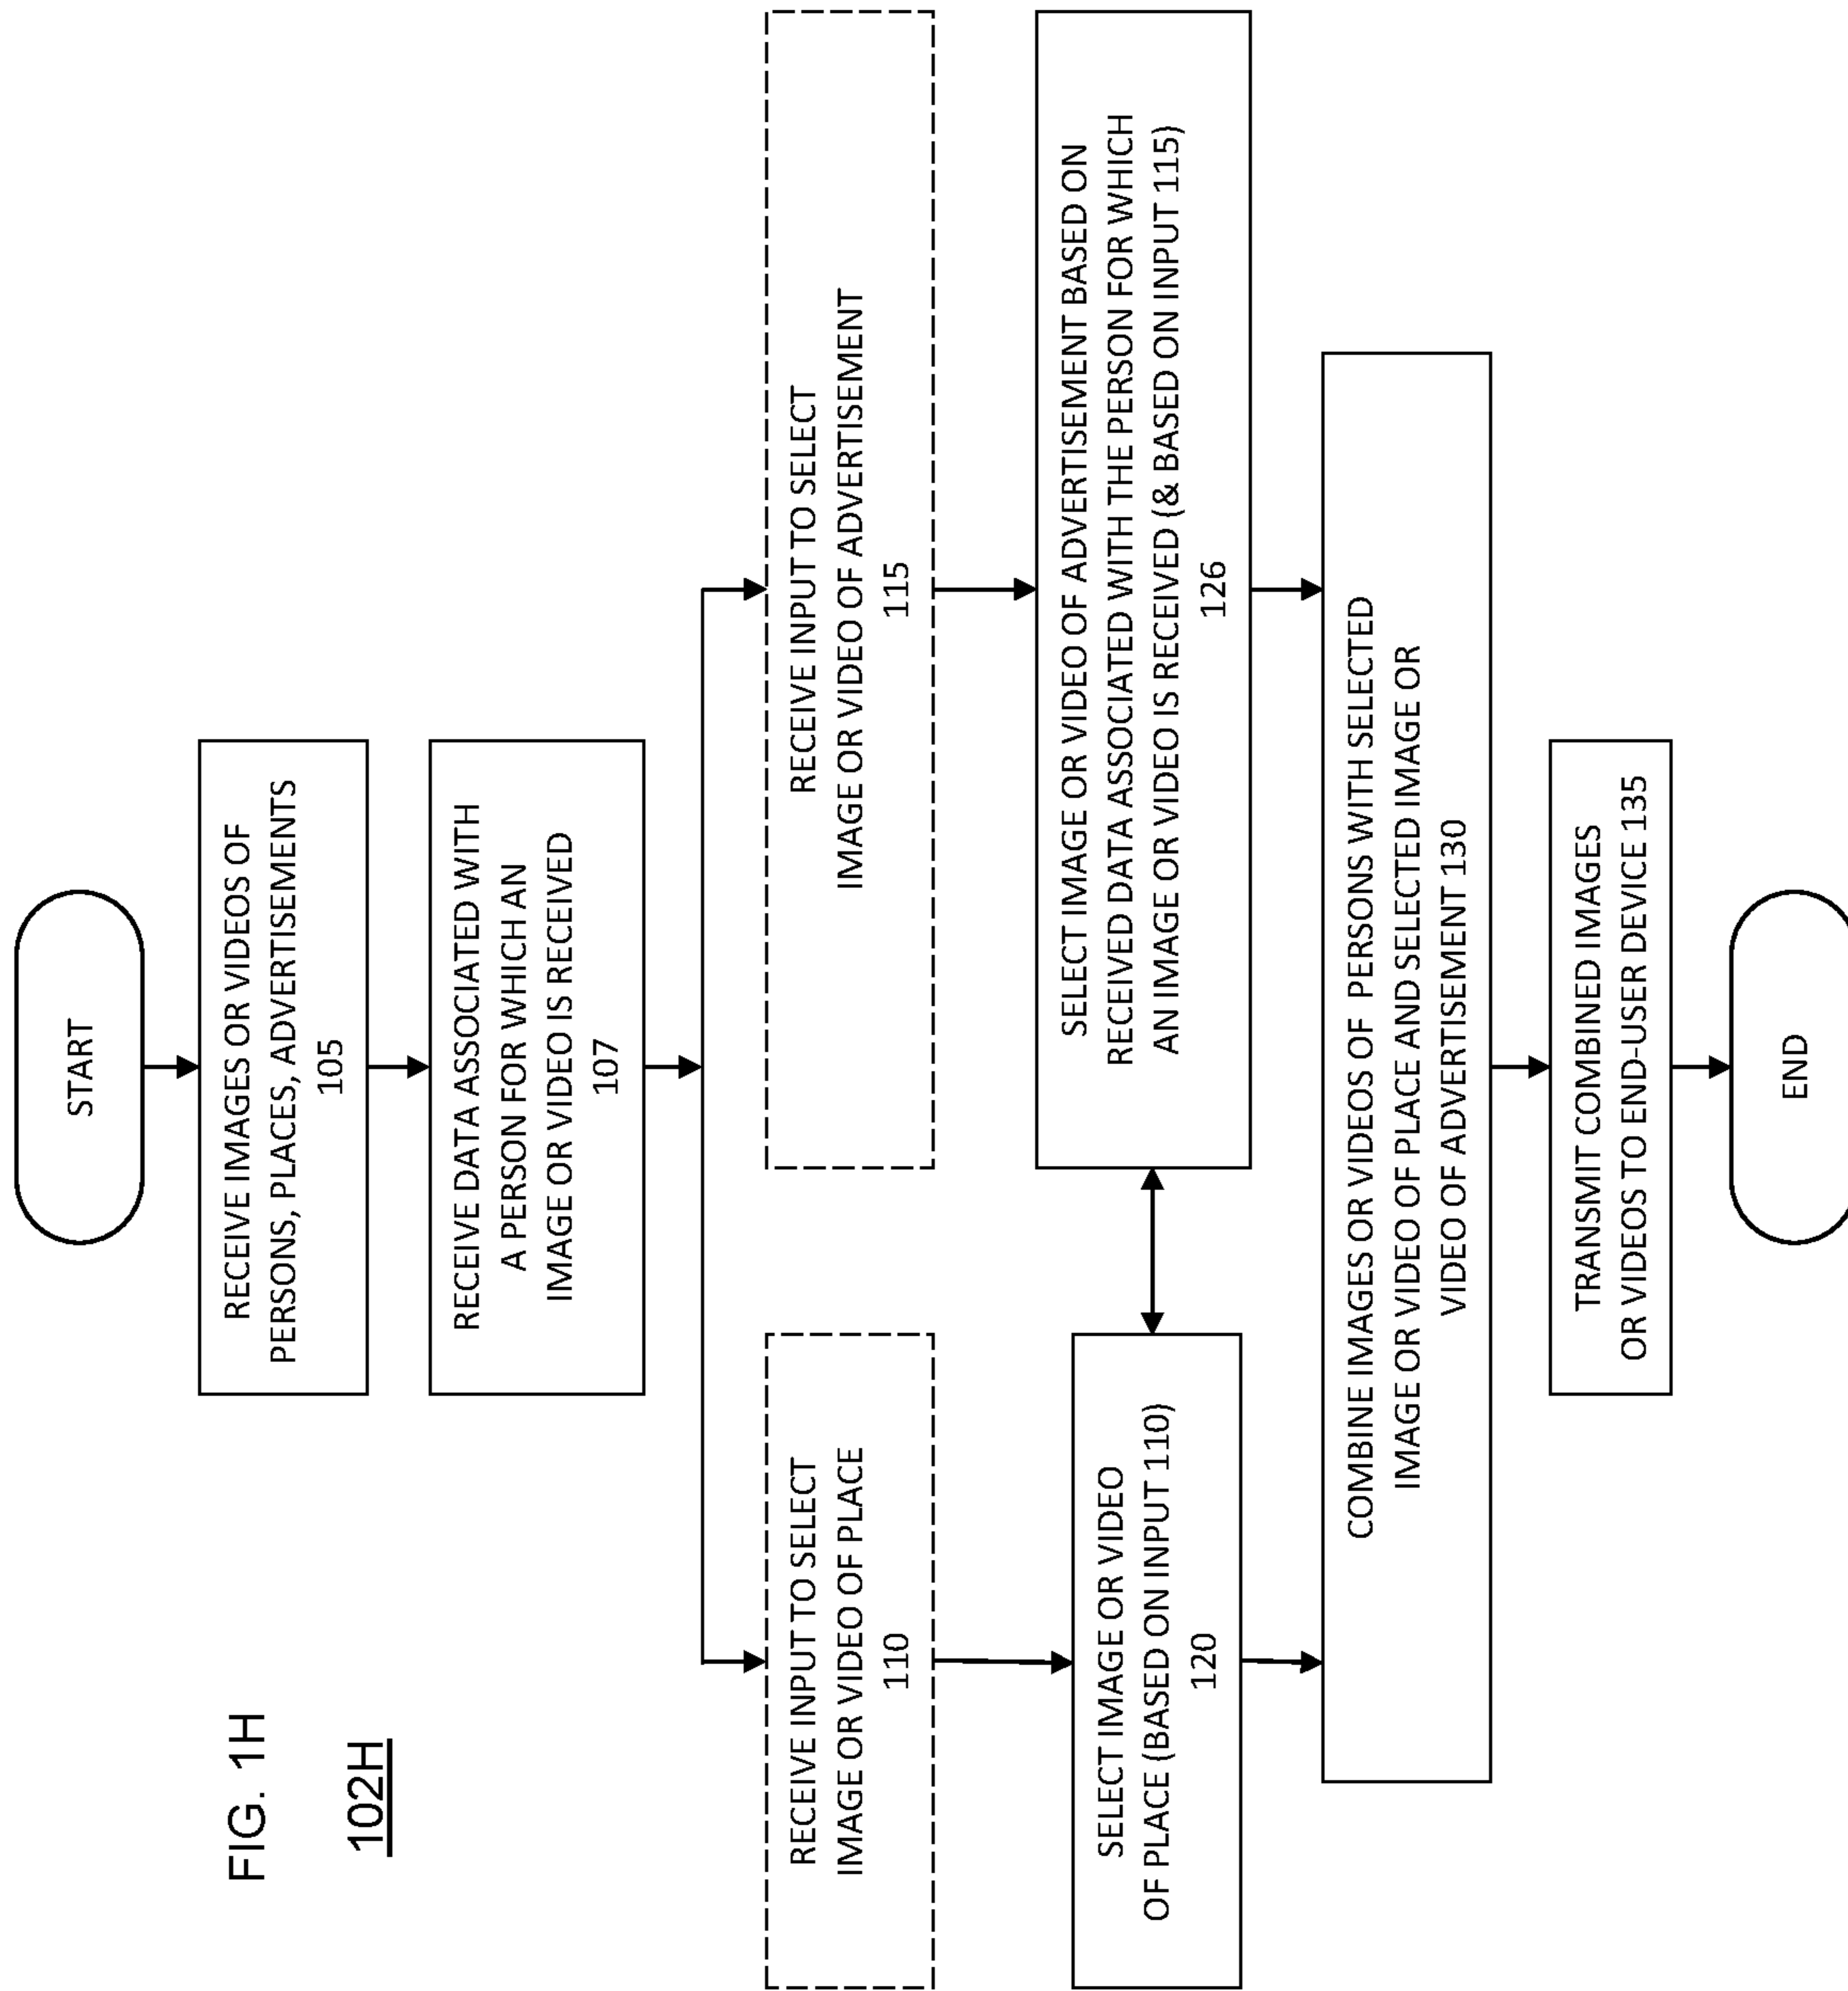 FIG. 1H
102H
START
RECEIVE IMAGES OR VIDEOS OF
PERSONS, PLACES, ADVERTISEMENTS
105
RECEIVE DATA ASSOCIATED WITH
A PERSON FOR WHICH AN
IMAGE OR VIDEO IS RECEIVED
107
RECEIVE INPUT TO SELECT
IMAGE OR VIDEO OF PLACE
110
RECEIVE INPUT TO SELECT
IMAGE OR VIDEO OF ADVERTISEMENT
115
SELECT IMAGE OR VIDEO
OF PLACE (BASED ON INPUT 110)
120
SELECT IMAGE OR VIDEO OF ADVERTISEMENT BASED ON
RECEIVED DATA ASSOCIATED WITH THE PERSON FOR WHICH
AN IMAGE OR VIDEO IS RECEIVED (& BASED ON INPUT 115)
126
COMBINE IMAGES OR VIDEOS OF PERSONS WITH SELECTED
IMAGE OR VIDEO OF PLACE AND SELECTED IMAGE OR
VIDEO OF ADVERTISEMENT 130
TRANSMIT COMBINED IMAGES
OR VIDEOS TO END-USER DEVICE 135
END